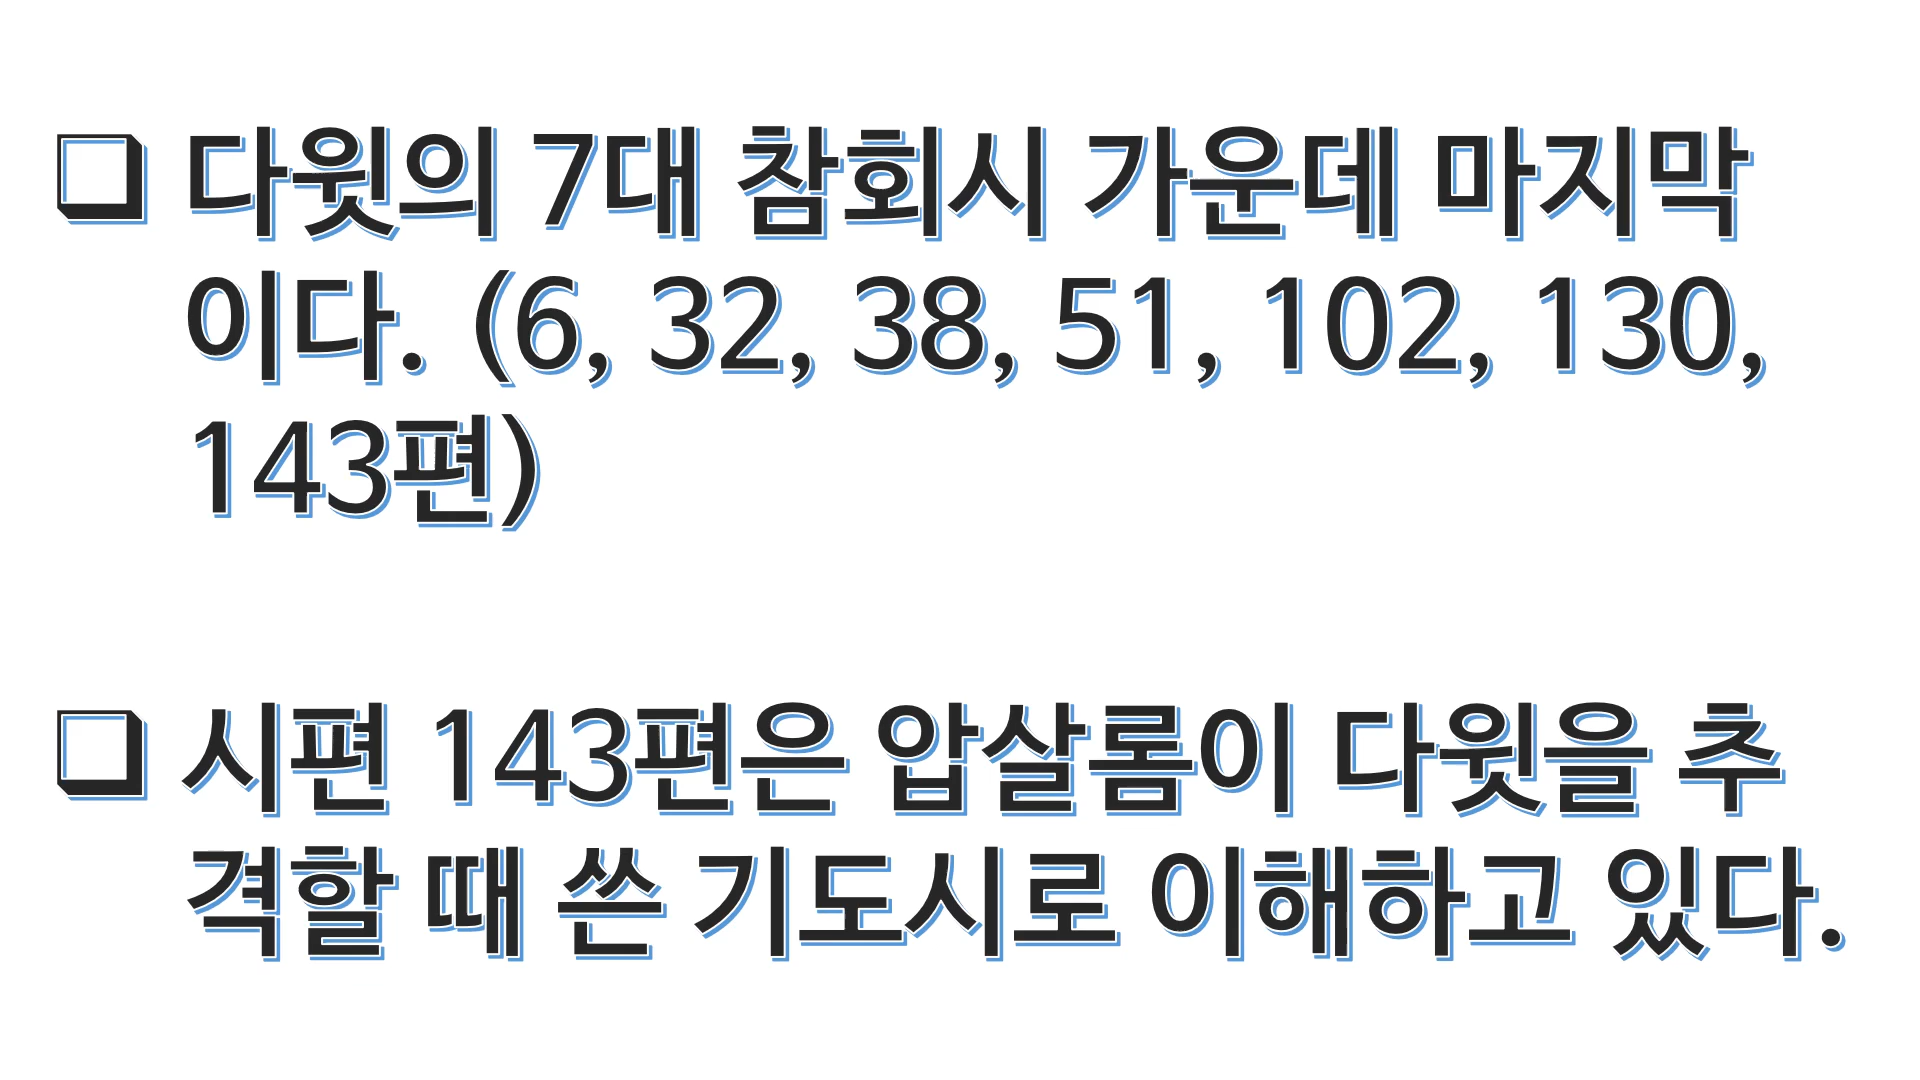 ❑ 다윗의 7대 참회시 가운데 마지막
이다. (6, 32, 38, 51, 102, 130,
143편)
❑ 시편 143편은 압살롬이 다윗을 추
격할 때 쓴 기도시로 이해하고 있다.